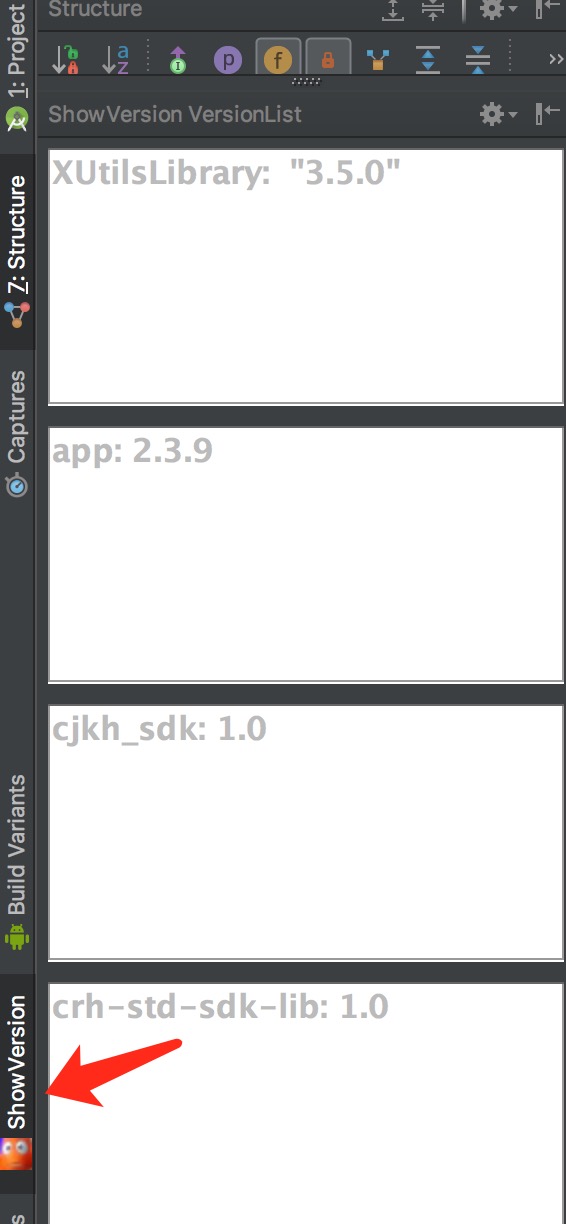 Structure
ShowVersion VersionList
XUtilsLibrary: "3.5.0"
app: 2.3.9
cjkh_sdk: 1.0
crh-std-sdk-lib: 1.0
1: Project
7: Structure
Captures
Build Variants
ShowVersion